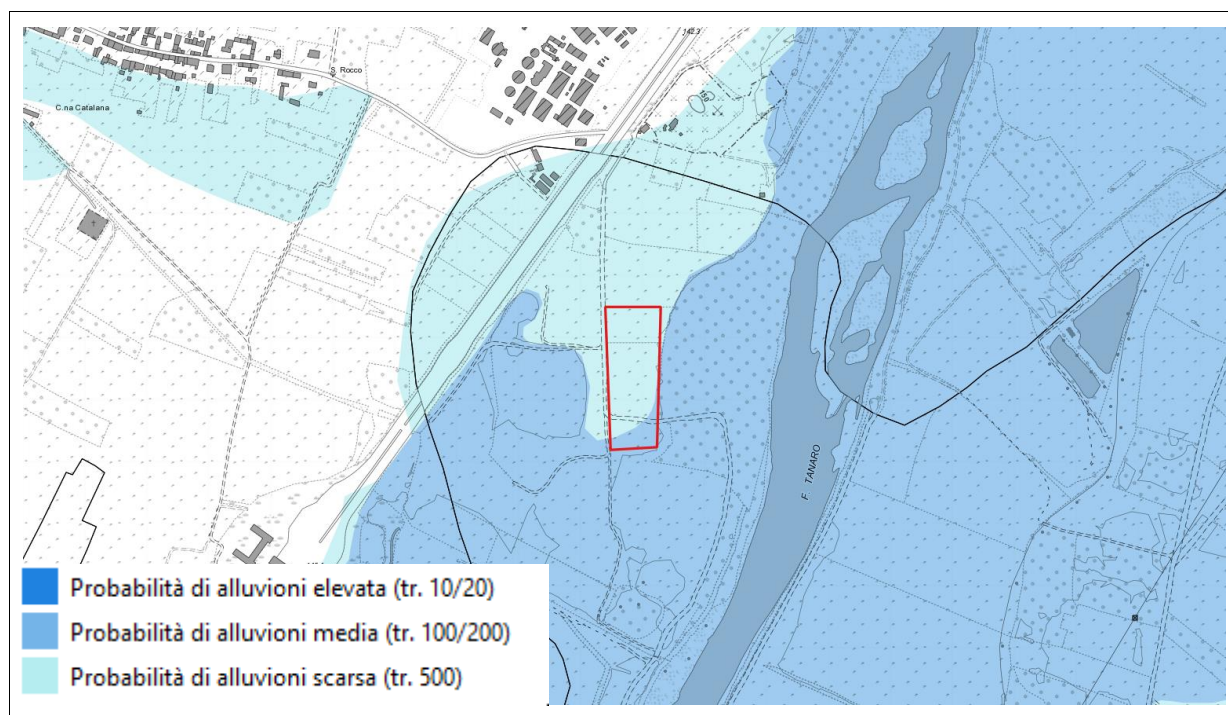 142.3
S. Rocco
C.na Catalana
150
F. TANARO
Probabilità di alluvioni elevata (tr. 10/20)
Probabilità di alluvioni media (tr. 100/200)
Probabilità di alluvioni scarsa (tr. 500)